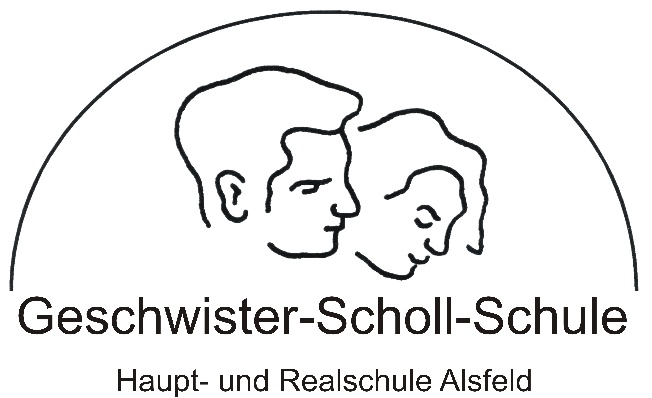 Geschwister-Scholl-Schule
Haupt- und Realschule Alsfeld